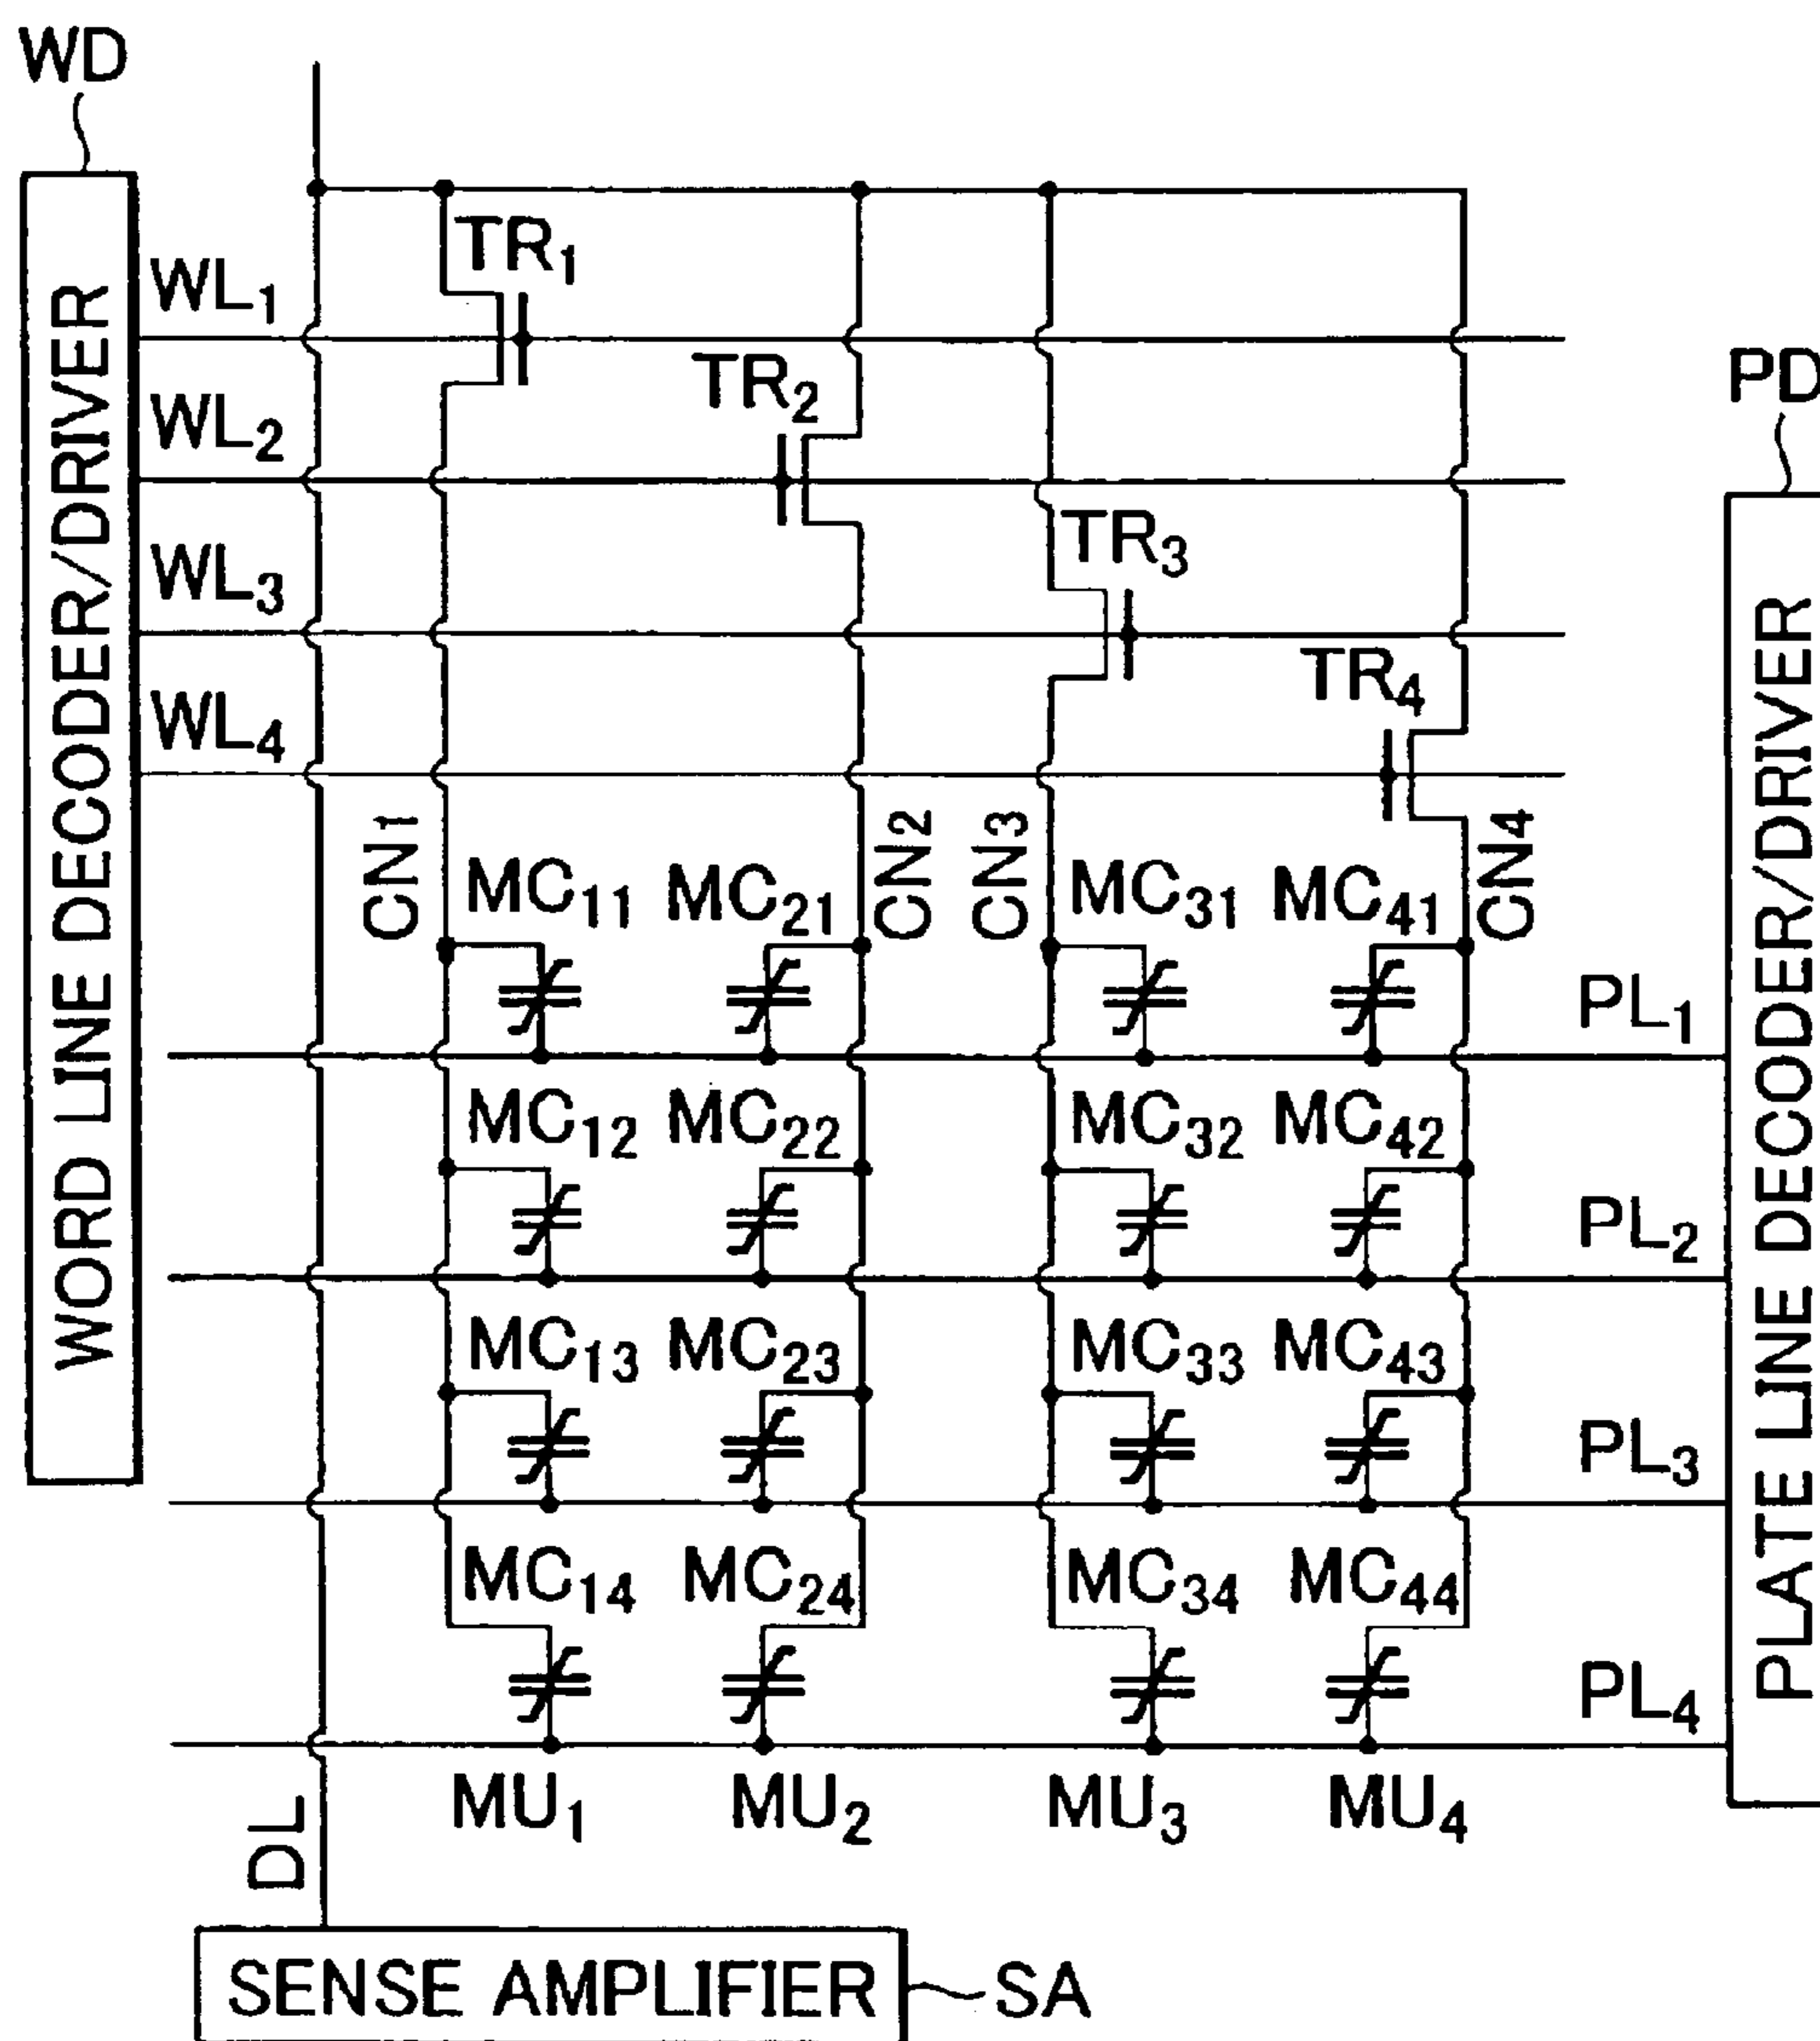 WD
WORD LINE DECODER/DRIVER
TR1
WL1
TR2
WL2
PD
TR3
WL3
TR4
WL4
CN1
CN2
CN3
CN4
MC11 MC21 MC31 MC41
PL1
PLATE LINE DECODER/DRIVER
MC12 MC22 MC32 MC42
PL2
MC13 MC23 MC33 MC43
PL3
MC14 MC24 MC34 MC44
PL4
MU1 MU2 MU3 MU4
DL
SENSE AMPLIFIER
SA